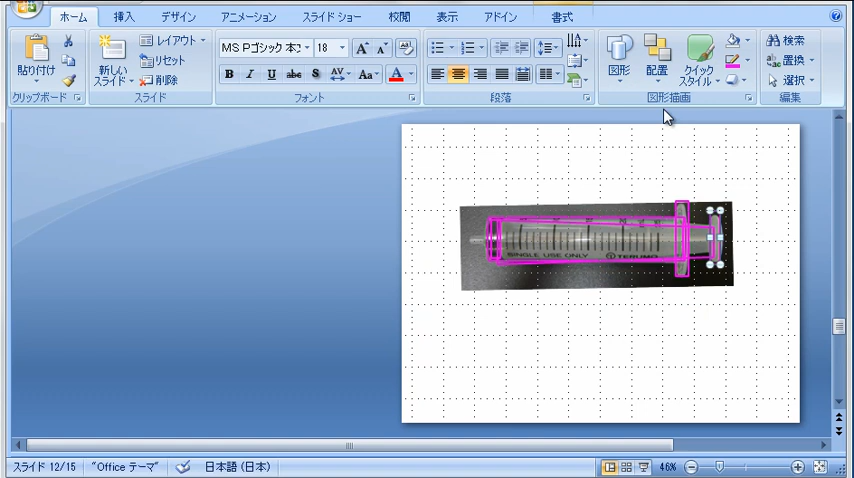 ホーム 挿入 デザイン アニメーション スライド ショー 校閲 表示 アドイン 書式
貼り付け
クリップボード
新しい
スライド
レイアウト
リセット
削除
スライド
MS Pゴシック 本文 18
B I U abc S AV Aa A
フォント
段落
図形
配置
クイック
スタイル
図形描画
検索
置換
選択
編集
SINGLE USE ONLY TERUMO
スライド 12/15 "Office テーマ" 日本語 (日本) 46%